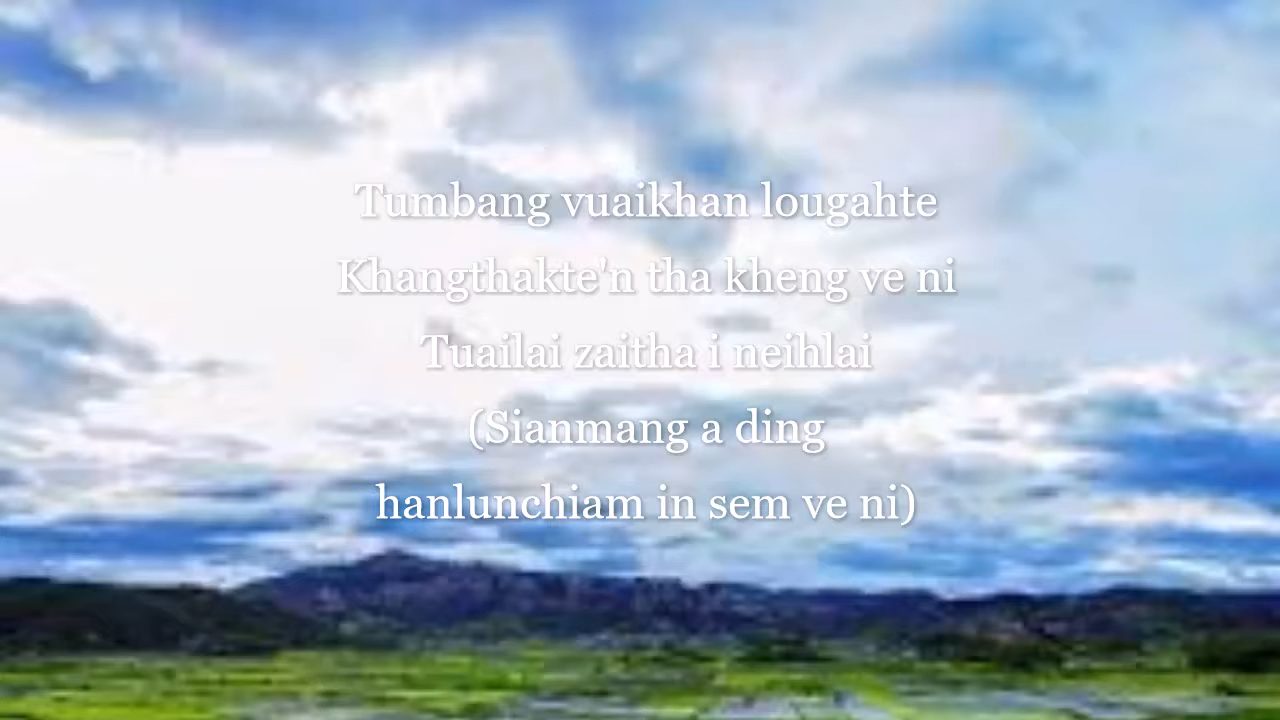 Tumbang vuaikhan lougahte
Khangthakte'n tha kheng ve ni
Tuailai zaitha i neihlai
(Sianmang a ding
hanlunchiam in sem ve ni)